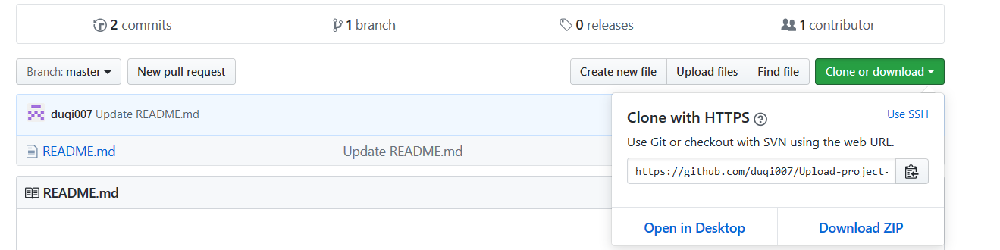 2 commits 1 branch 0 releases 1 contributor
Branch: master New pull request Create new file Upload files Find file Clone or download
duqi007 Update README.md
README.md Update README.md
README.md
Clone with HTTPS ? Use SSH
Use Git or checkout with SVN using the web URL.
https://github.com/duqi007/Upload-project-
Open in Desktop Download ZIP